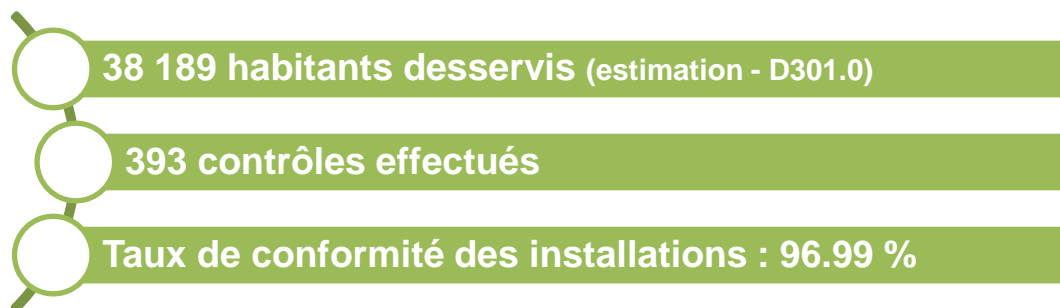 38 189 habitants desservis (estimation - D301.0)
393 contrôles effectués
Taux de conformité des installations : 96.99 %